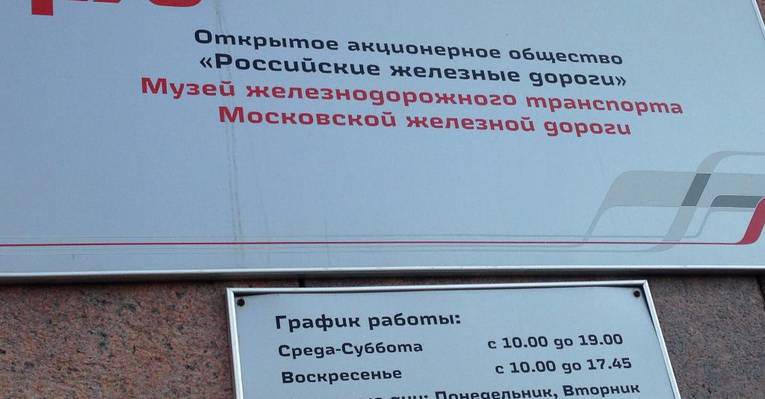 Открытое акционерное общество
«Российские железные дороги»
Музей железнодорожного транспорта
Московской железной дороги
График работы:
Среда-Суббота с 10.00 до 19.00
Воскресенье с 10.00 до 17.45
дни: Понедельник, Вторник